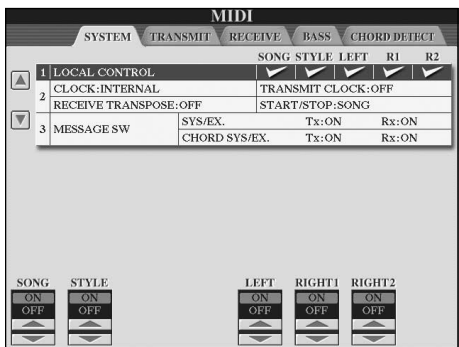 MIDI
SYSTEM TRANSMIT RECEIVE BASS CHORD DETECT
SONG STYLE LEFT R1 R2
1 LOCAL CONTROL
2 CLOCK:INTERNAL TRANSMIT CLOCK:OFF
RECEIVE TRANSPOSE:OFF START/STOP:SONG
3 MESSAGE SW SYS/EX. Tx:ON Rx:ON
CHORD SYS/EX. Tx:ON Rx:ON
SONG STYLE LEFT RIGHT1 RIGHT2
ON ON ON ON ON
OFF OFF OFF OFF OFF